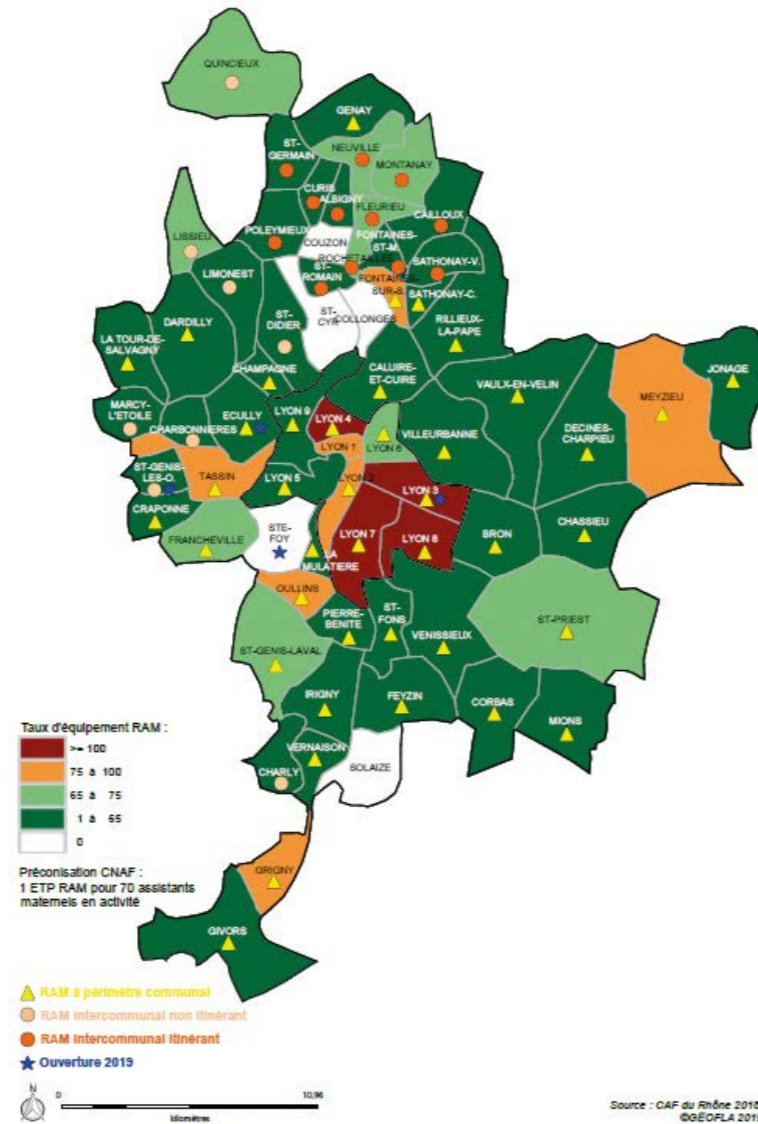 QUINCIEUX
GENAY
ST-
GERMAIN
NEUVILLE
MONTANAY
CURIS
ALBIGNY
FLEURIEU
CAILLOUX
POLEYMIEUX
LISSIEU
COUZON
FONTAINES-
ST-M.
LIMONEST
ROCHETAILLEE
SATHONAY-V.
ST-
ROMAIN
FONTAINES-
SUR-S.
ST-
CYR
COLLONGES
SATHONAY-C.
DARDILLY
ST-
DIDIER
RILLIEUX-
LA-PAPE
LA TOUR-DE-
SALVAGNY
CHAMPAGNE
CALUIRE-
ET-CUIRE
VAULX-EN-VELIN
MEYZIEU
JONAGE
MARCY-
L'ETOILE
CHARBONNIERES
ECULLY
LYON 9
LYON 4
LYON 1
LYON 6
VILLEURBANNE
DECINES-
CHARPIEU
ST-GENIS-
LES-O.
TASSIN
LYON 5
LYON 2
LYON 3
CRAPONNE
FRANCHEVILLE
STE-
FOY
LA
MULATIERE
LYON 7
LYON 8
BRON
CHASSIEU
OULLINS
PIERRE-
BENITE
ST-
FONS
VENISSIEUX
ST-PRIEST
ST-GENIS-LAVAL
IRIGNY
FEYZIN
CORBAS
MIONS
VERNAISON
CHARLY
SOLAIZE
GRIGNY
GIVORS
Taux d'équipement RAM :
>= 100
75 à 100
65 à 75
1 à 65
0
Préconisation CNAF :
1 ETP RAM pour 70 assistants
maternels en activité
RAM à périmètre communal
RAM intercommunal non itinérant
RAM intercommunal itinérant
Ouverture 2019
N
0 10,96
kilomètres
Source : CAF du Rhône 2018
©GEOFLA